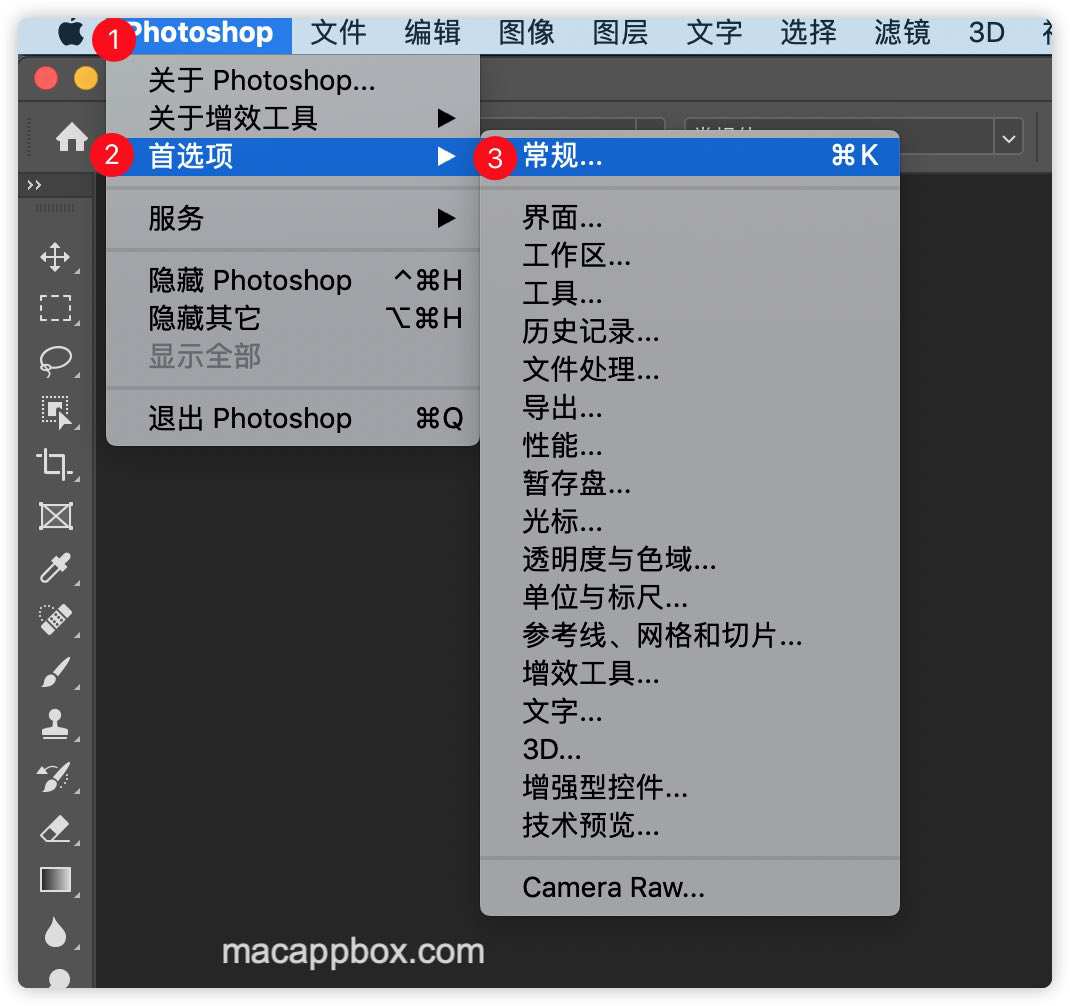 1 Photoshop 文件 编辑 图像 图层 文字 选择 滤镜 3D
关于 Photoshop...
关于增效工具 ▶
2 首选项 ▶
服务 ▶
隐藏 Photoshop ^⌘H
隐藏其它 ⌥⌘H
显示全部
退出 Photoshop ⌘Q
3 常规... ⌘K
界面...
工作区...
工具...
历史记录...
文件处理...
导出...
性能...
暂存盘...
光标...
透明度与色域...
单位与标尺...
参考线、网格和切片...
增效工具...
文字...
3D...
增强型控件...
技术预览...
Camera Raw...
macappbox.com